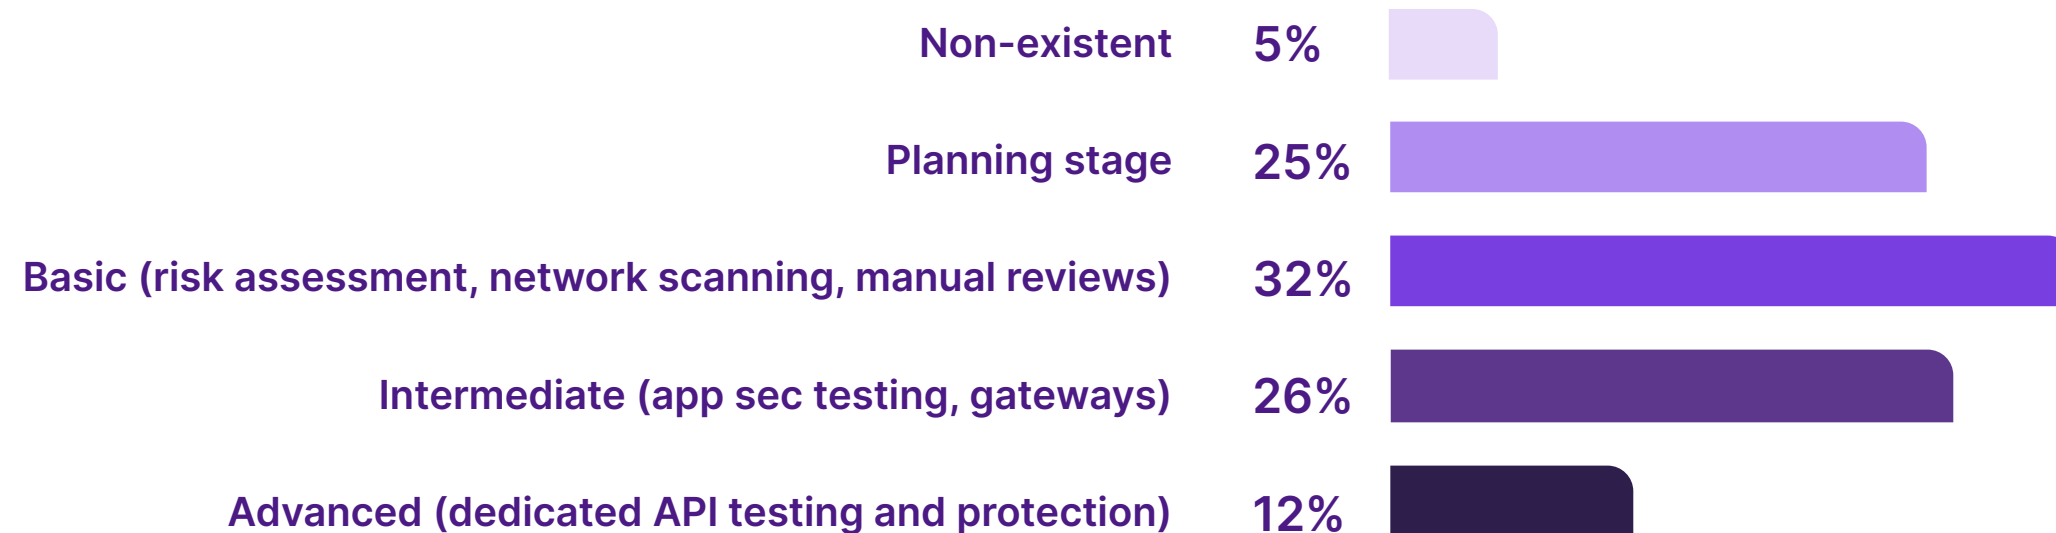 Non-existent 5%
Planning stage 25%
Basic (risk assessment, network scanning, manual reviews) 32%
Intermediate (app sec testing, gateways) 26%
Advanced (dedicated API testing and protection) 12%